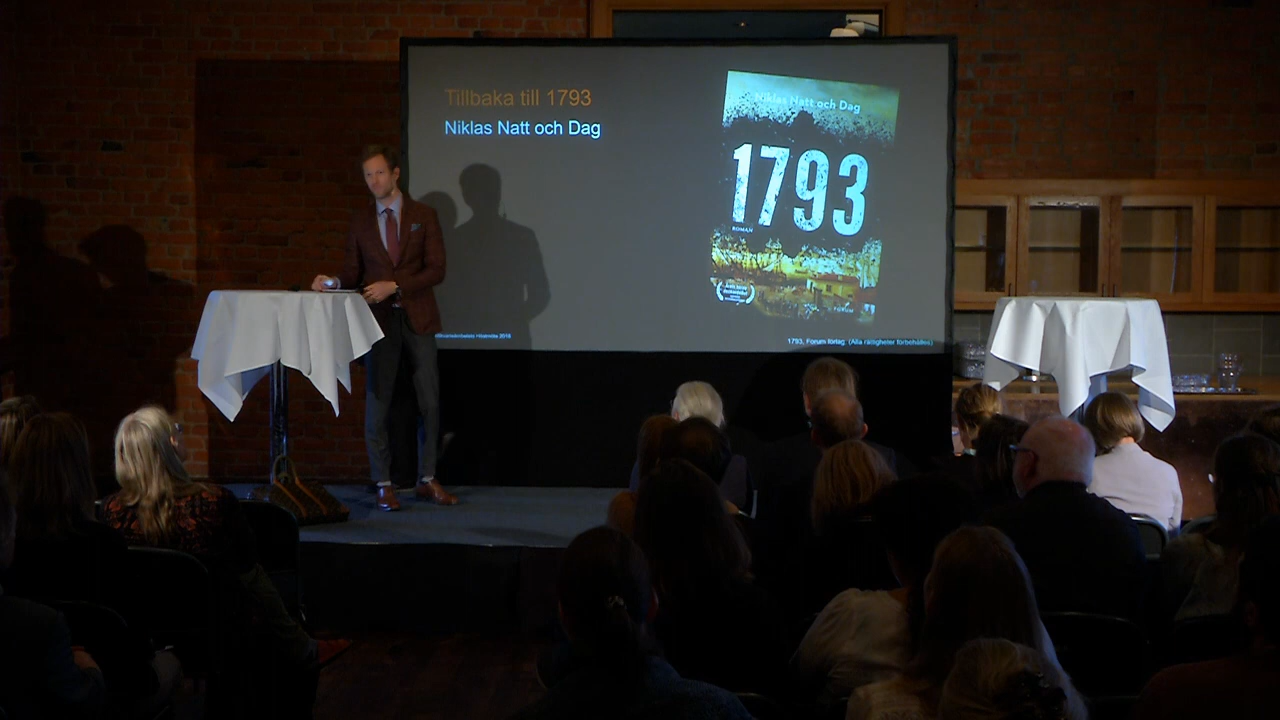 Tillbaka till 1793
Niklas Natt och Dag
Niklas Natt och Dag
1793
ROMAN
FORUM
1793, Forum förlag. (Alla rättigheter förbehålles)